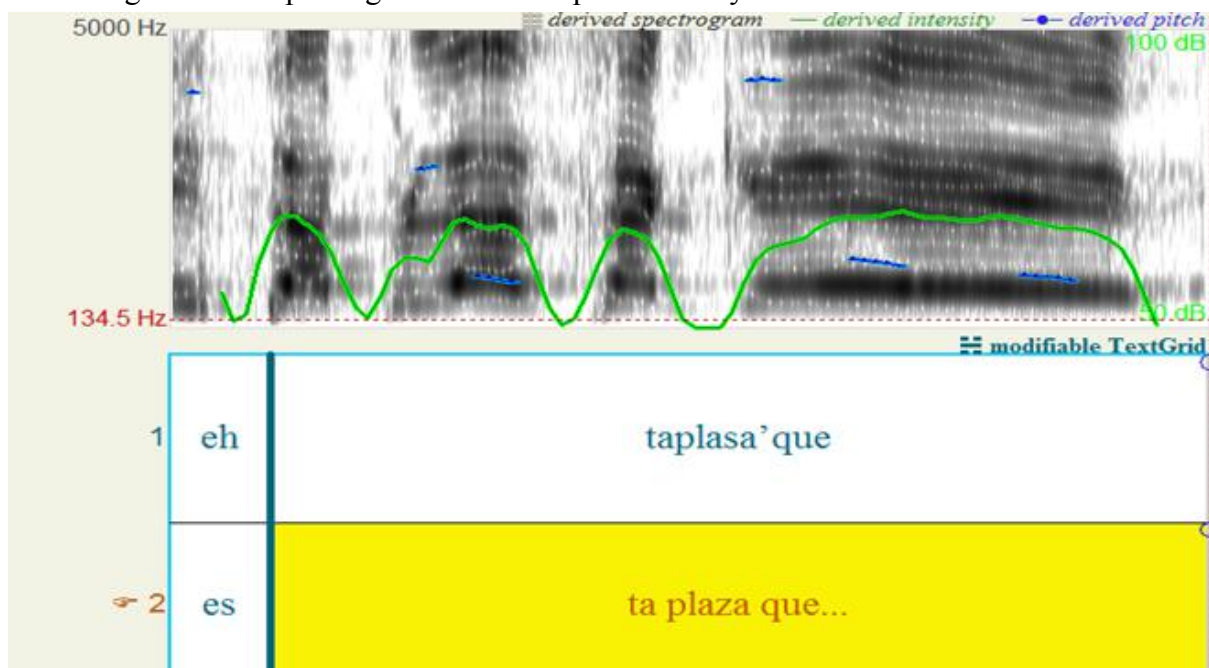 5000 Hz derived spectrogram derived intensity derived pitch
100 dB
134.5 Hz 50 dB
modifiable TextGrid
1 eh taplasa’que
2 es ta plaza que...